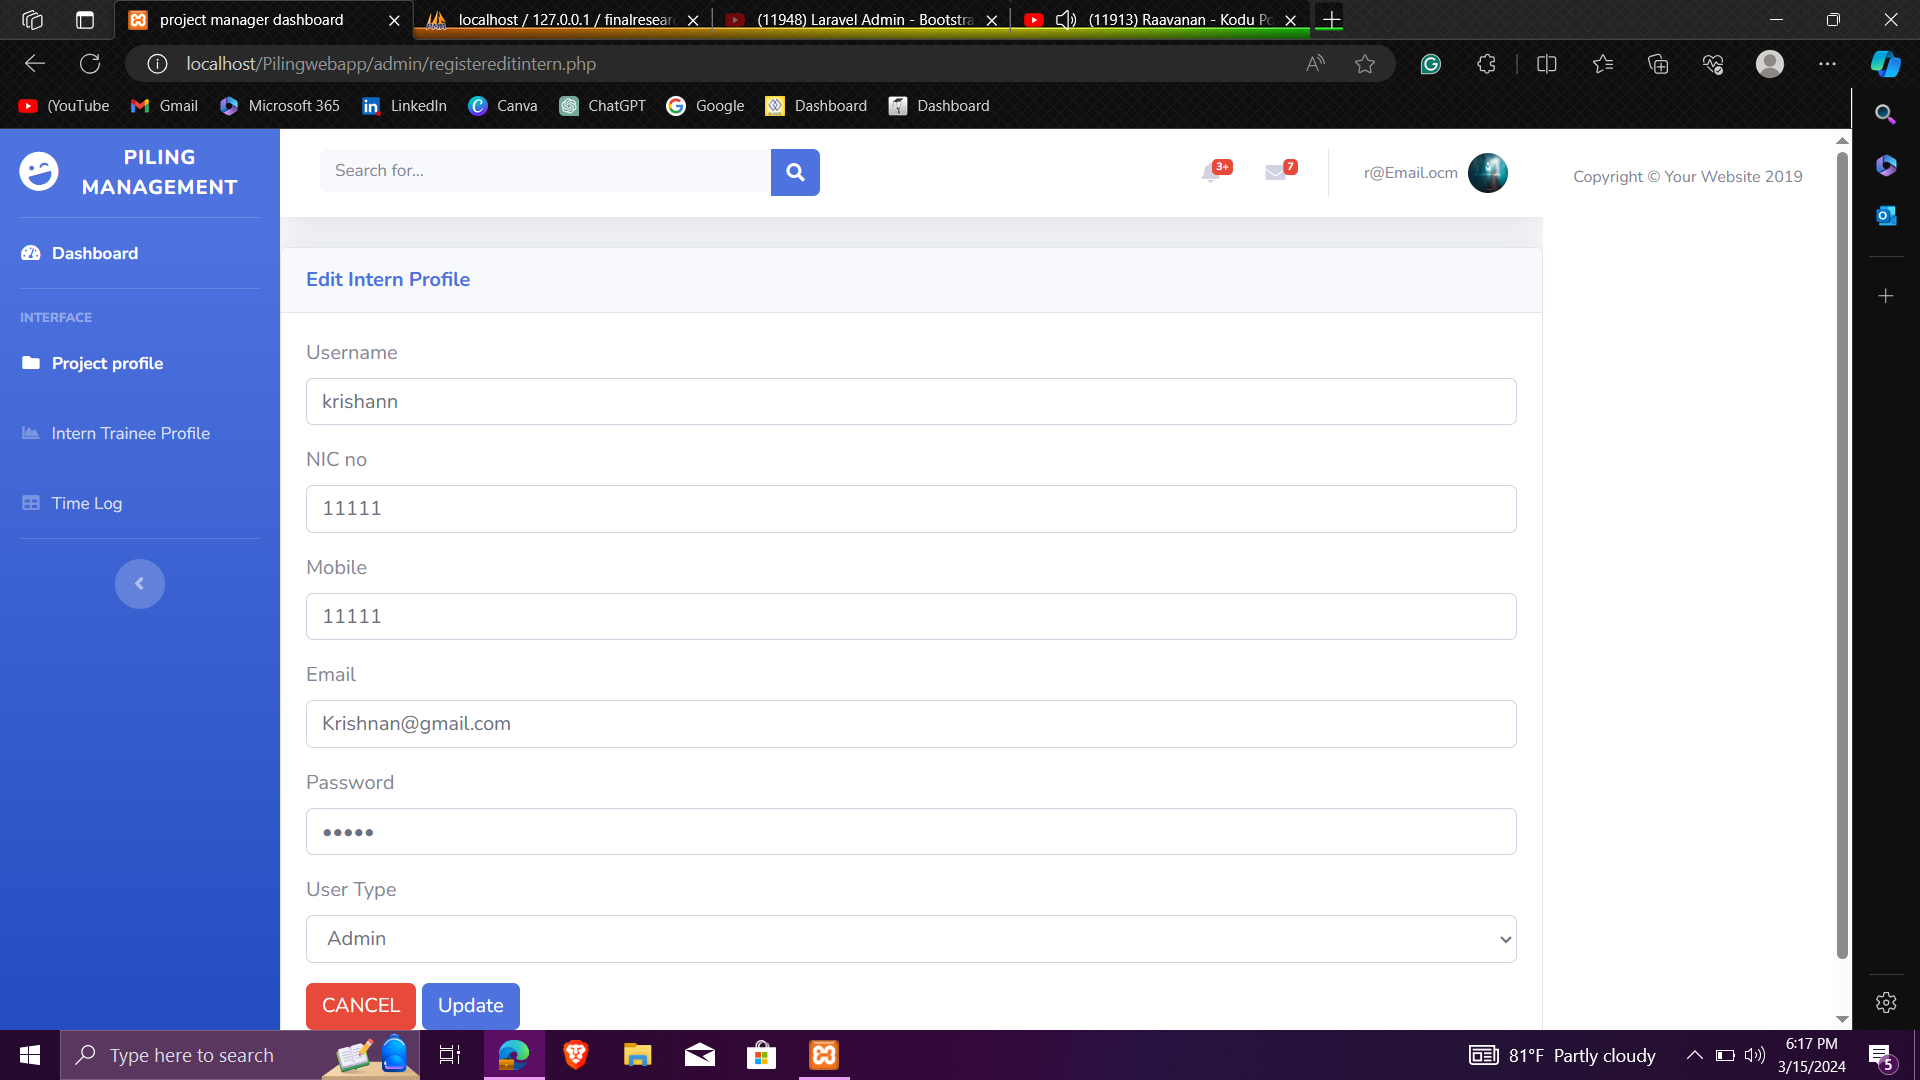 project manager dashboard
localhost / 127.0.0.1 / finalresear
(11948) Laravel Admin - Bootstra
(11913) Raavanan - Kodu Po
localhost/Pilingwebapp/admin/registereditintern.php
(YouTube
Gmail
Microsoft 365
LinkedIn
Canva
ChatGPT
Google
Dashboard
Dashboard
PILING
MANAGEMENT
Search for...
3+
7
r@Email.ocm
Copyright © Your Website 2019
Dashboard
INTERFACE
Project profile
Intern Trainee Profile
Time Log
Edit Intern Profile
Username
krishann
NIC no
11111
Mobile
11111
Email
Krishnan@gmail.com
Password
•••••
User Type
Admin
CANCEL
Update
Type here to search
81°F Partly cloudy
6:17 PM
3/15/2024
5